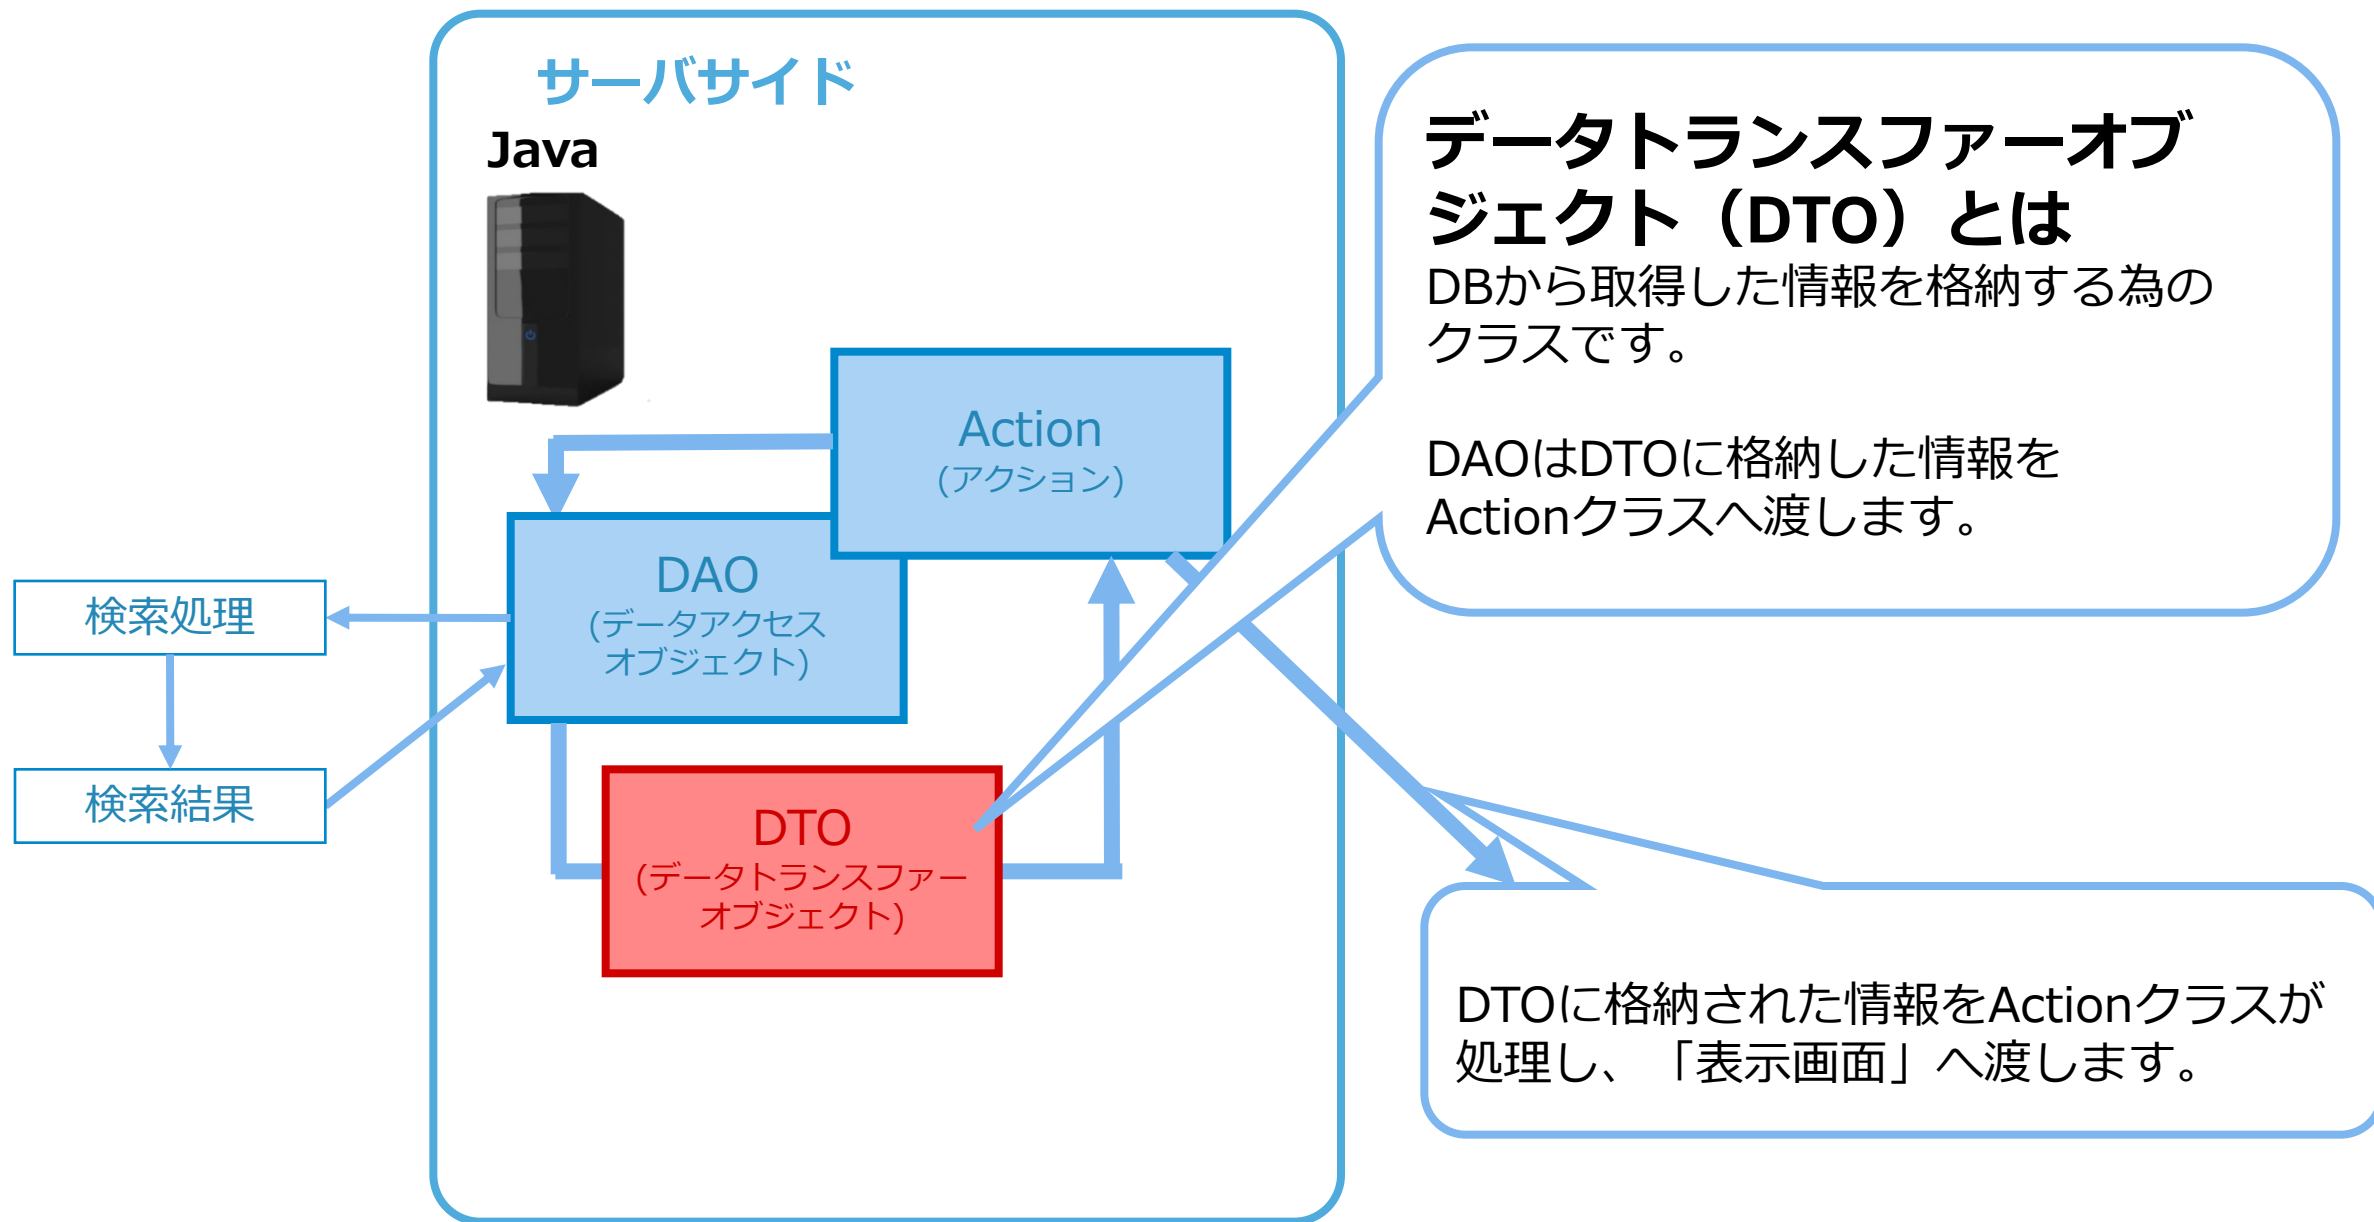 サーバサイド
Java
Action
(アクション)
DAO
(データアクセス
オブジェクト)
検索処理
検索結果
DTO
(データトランスファー
オブジェクト)
データトランスファーオブ
ジェクト（DTO）とは
DBから取得した情報を格納する為の
クラスです。
DAOはDTOに格納した情報を
Actionクラスへ渡します。
DTOに格納された情報をActionクラスが
処理し、「表示画面」へ渡します。